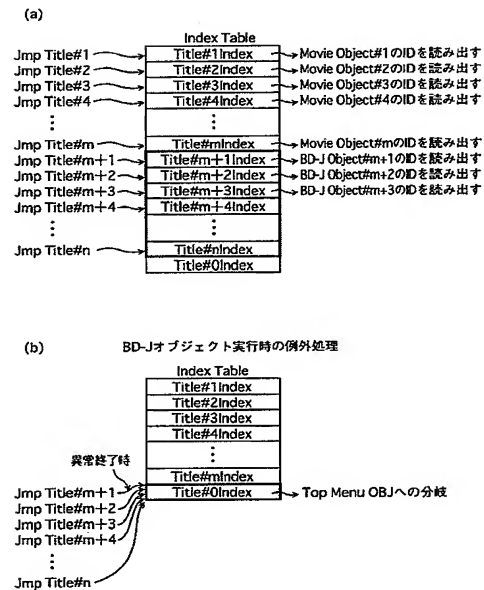 (a)
Index Table
Jmp Title#1 Title#1Index Movie Object#1のIDを読み出す
Jmp Title#2 Title#2Index Movie Object#2のIDを読み出す
Jmp Title#3 Title#3Index Movie Object#3のIDを読み出す
Jmp Title#4 Title#4Index Movie Object#4のIDを読み出す
Jmp Title#m Title#mIndex Movie Object#mのIDを読み出す
Jmp Title#m+1 Title#m+1Index BD-J Object#m+1のIDを読み出す
Jmp Title#m+2 Title#m+2Index BD-J Object#m+2のIDを読み出す
Jmp Title#m+3 Title#m+3Index BD-J Object#m+3のIDを読み出す
Jmp Title#m+4 Title#m+4Index
Jmp Title#n Title#nIndex
Title#0Index
(b) BD-Jオブジェクト実行時の例外処理
Index Table
Title#1Index
Title#2Index
Title#3Index
Title#4Index
異常終了時
Title#mIndex
Jmp Title#m+1 Title#0Index Top Menu OBJへの分岐
Jmp Title#m+2
Jmp Title#m+3
Jmp Title#m+4
Jmp Title#n